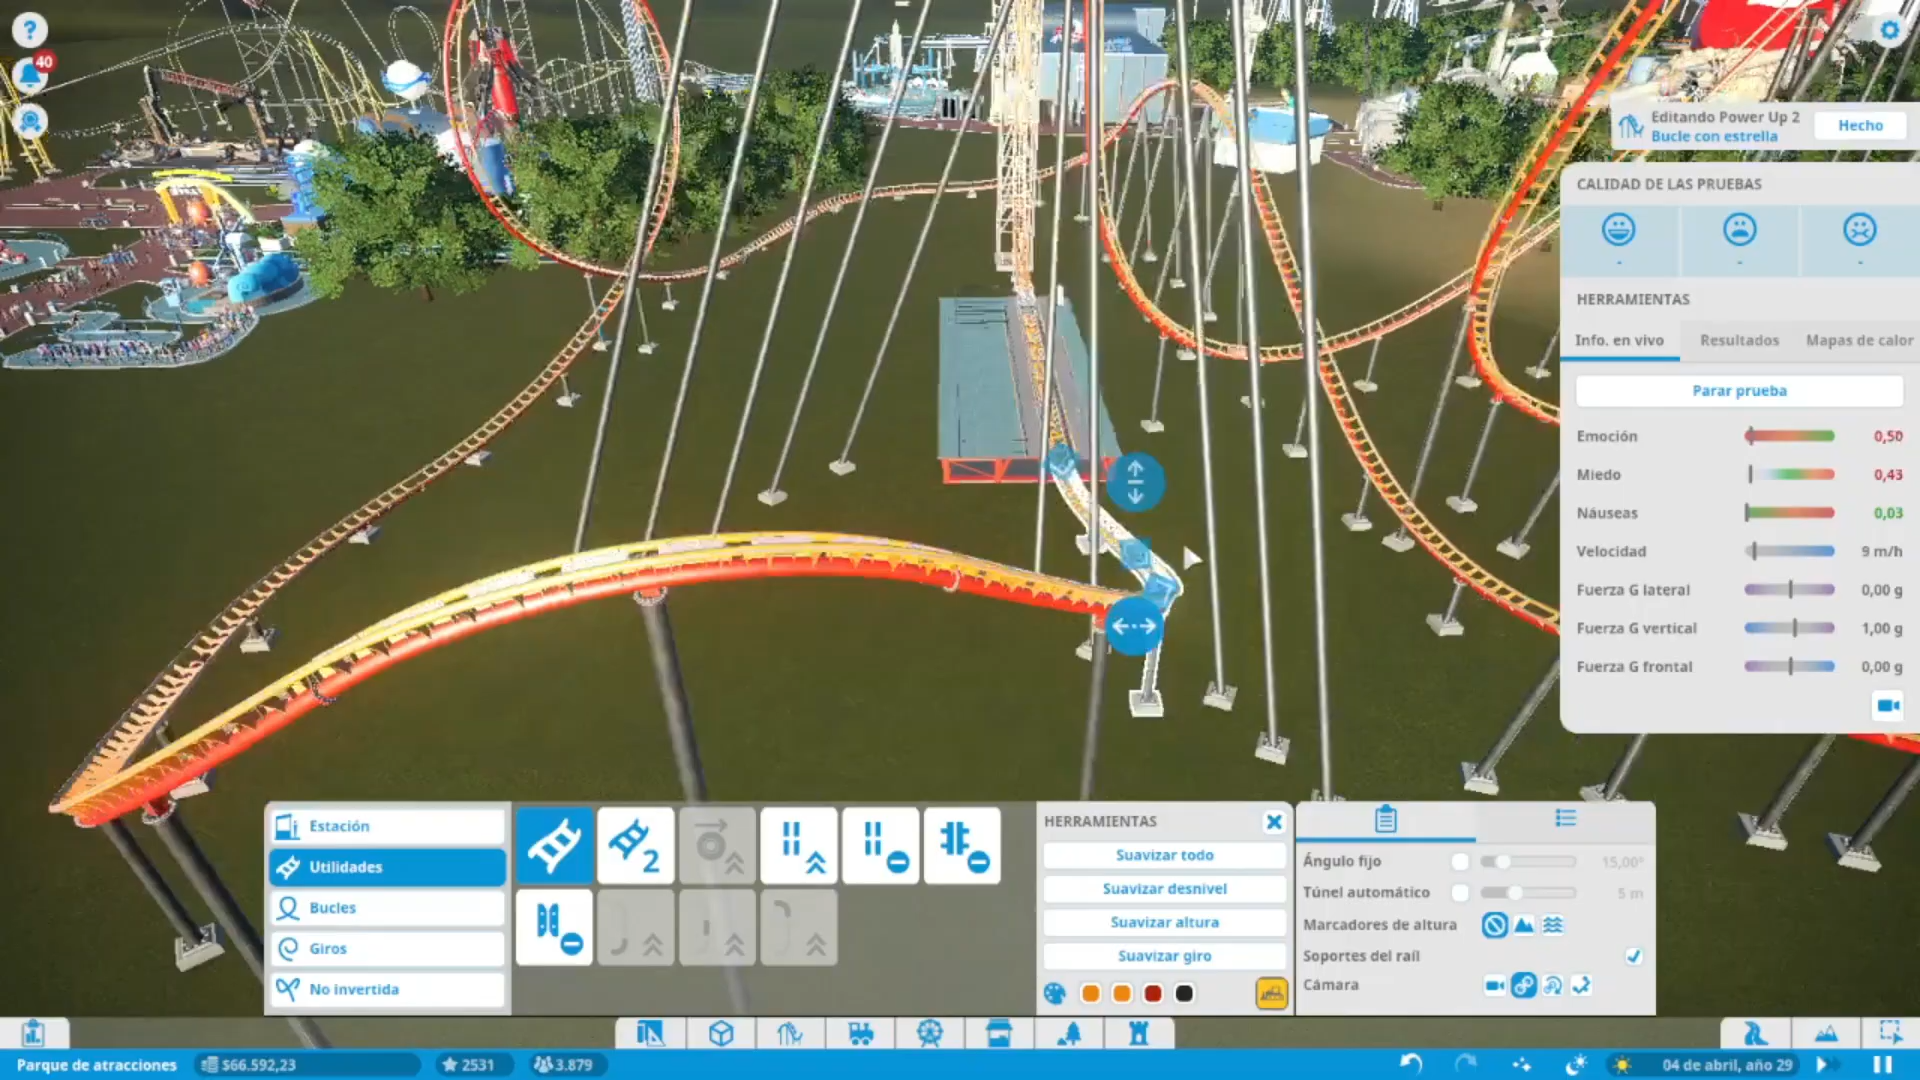 ?
40
Editando Power Up 2
Bucle con estrella
Hecho
CALIDAD DE LAS PRUEBAS
- - -
HERRAMIENTAS
Info. en vivo Resultados Mapas de calor
Parar prueba
Emoción 0,50
Miedo 0,43
Náuseas 0,03
Velocidad 9 m/h
Fuerza G lateral 0,00 g
Fuerza G vertical 1,00 g
Fuerza G frontal 0,00 g
Estación
Utilidades
Bucles
Giros
No invertida
2
HERRAMIENTAS
Suavizar todo
Suavizar desnivel
Suavizar altura
Suavizar giro
Ángulo fijo 15,00°
Túnel automático 5 m
Marcadores de altura
Soportes del raíl
Cámara
Parque de atracciones $66.592,23 2531 3.879 04 de abril, año 29